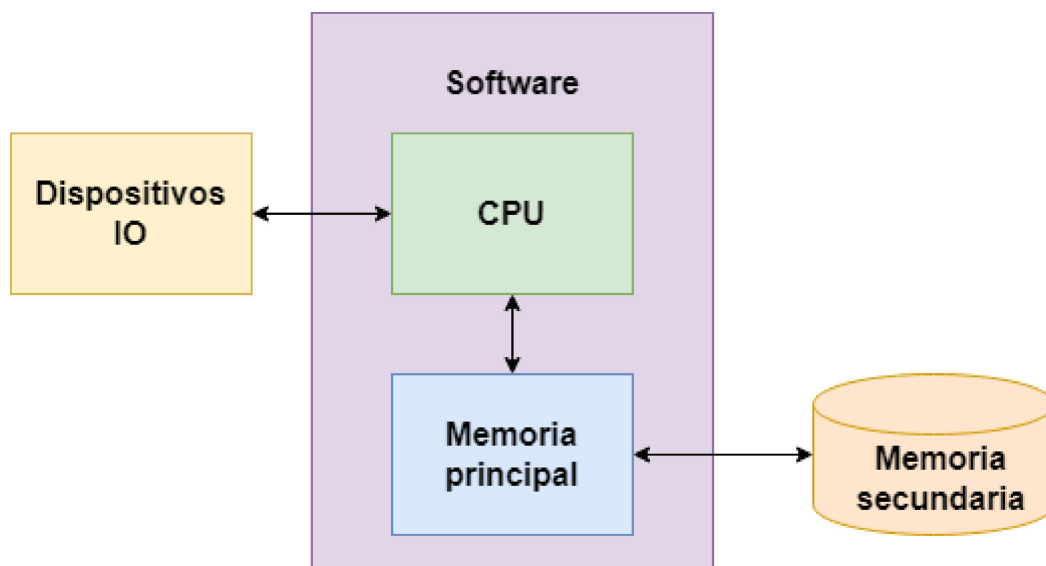 Software
Dispositivos
IO
CPU
Memoria
principal
Memoria
secundaria